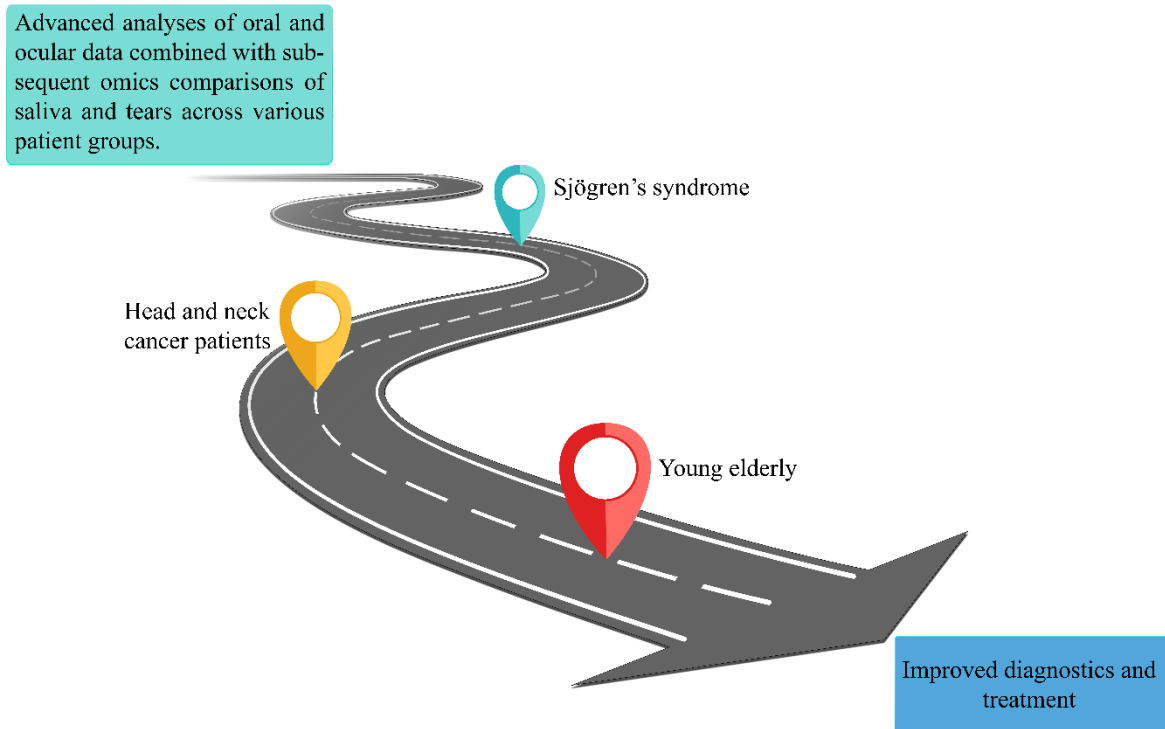 Advanced analyses of oral and
ocular data combined with sub-
sequent omics comparisons of
saliva and tears across various
patient groups.
Sjögren’s syndrome
Head and neck
cancer patients
Young elderly
Improved diagnostics and
treatment